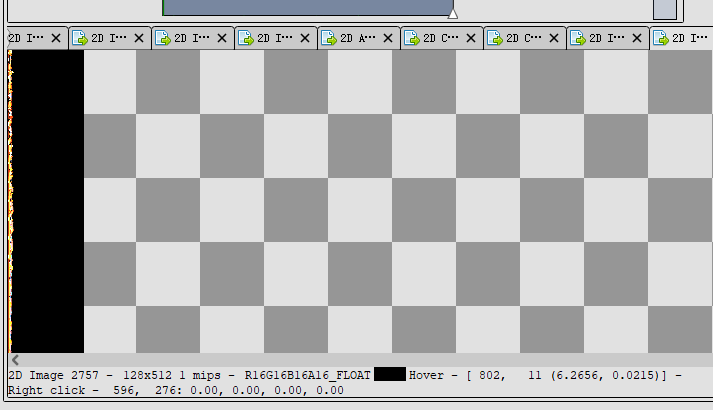 2D I··· 2D I··· 2D I··· 2D I··· 2D A··· 2D C··· 2D C··· 2D I··· 2D I···
2D Image 2757 - 128x512 1 mips - R16G16B16A16_FLOAT Hover - [ 802, 11 (6.2656, 0.0215)] -
Right click - 596, 276: 0.00, 0.00, 0.00, 0.00